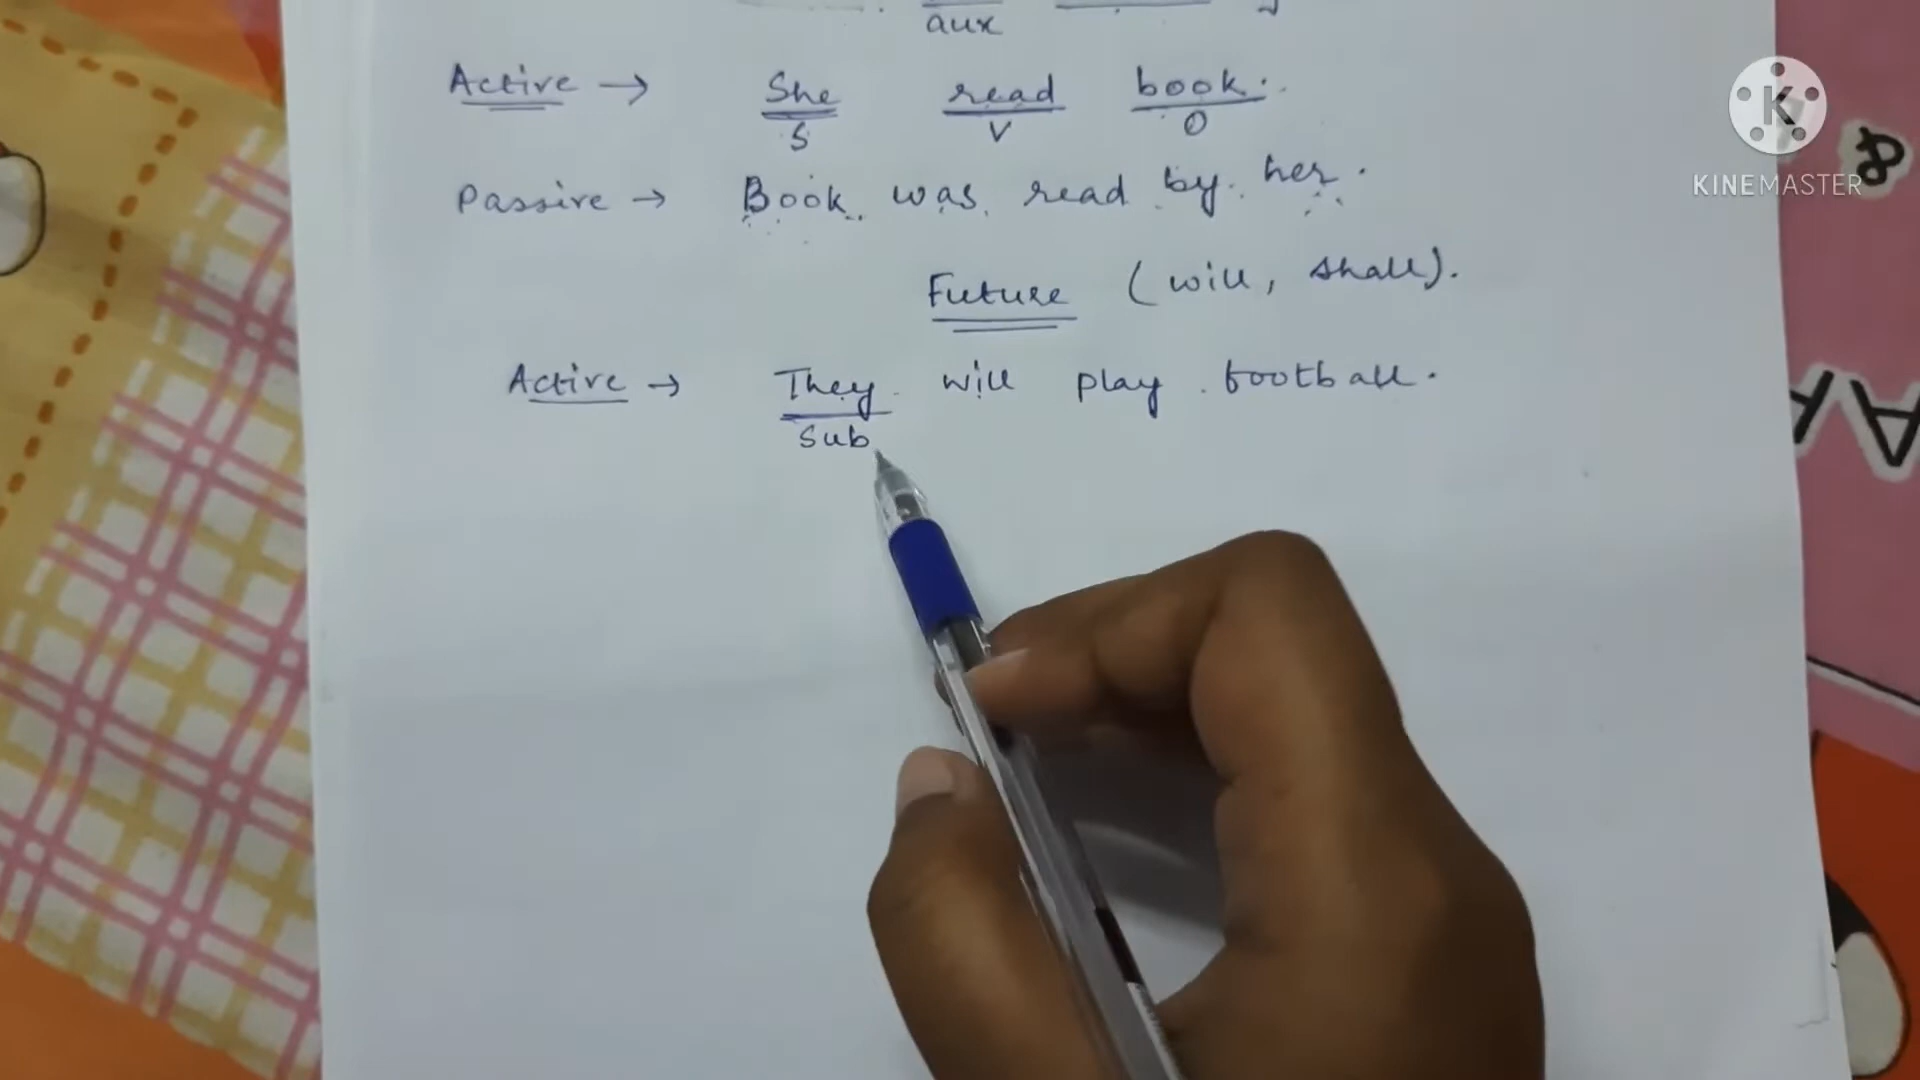 aux
Active → She read book.
S V O
Passive → Book was read by her.
Future (will, shall).
Active → They will play football.
Sub
KINEMASTER